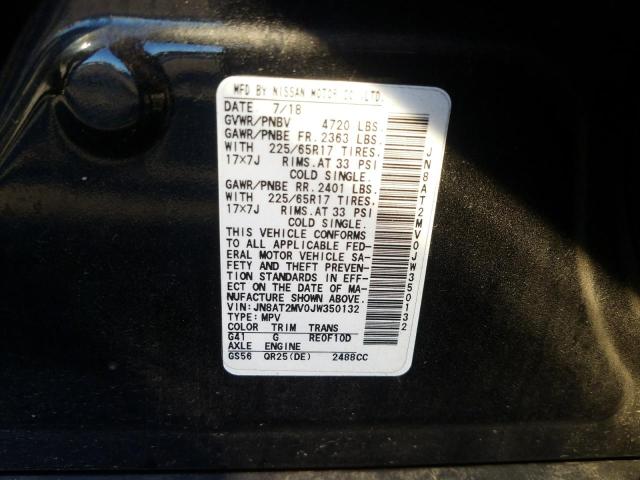 MFD BY NISSAN MOTOR CO.,LTD.
DATE 7/18
GVWR/PNBV 4720 LBS.
GAWR/PNBE FR.2363 LBS.
WITH 225/65R17 TIRES.
17×7J RIMS.AT 33 PSI
COLD SINGLE.
GAWR/PNBE RR.2401 LBS.
WITH 225/65R17 TIRES.
17×7J RIMS.AT 33 PSI
COLD SINGLE.
THIS VEHICLE CONFORMS
TO ALL APPLICABLE FED-
ERAL MOTOR VEHICLE SA-
FETY AND THEFT PREVEN-
TION STANDARDS IN EFF-
ECT ON THE DATE OF MA-
NUFACTURE SHOWN ABOVE.
VIN: JN8AT2MV0JW350132
TYPE: MPV
COLOR TRIM TRANS
G41 G RE0F10D
AXLE ENGINE
GS56 QR25(DE) 2488CC
JN8AT2MV0JW350132